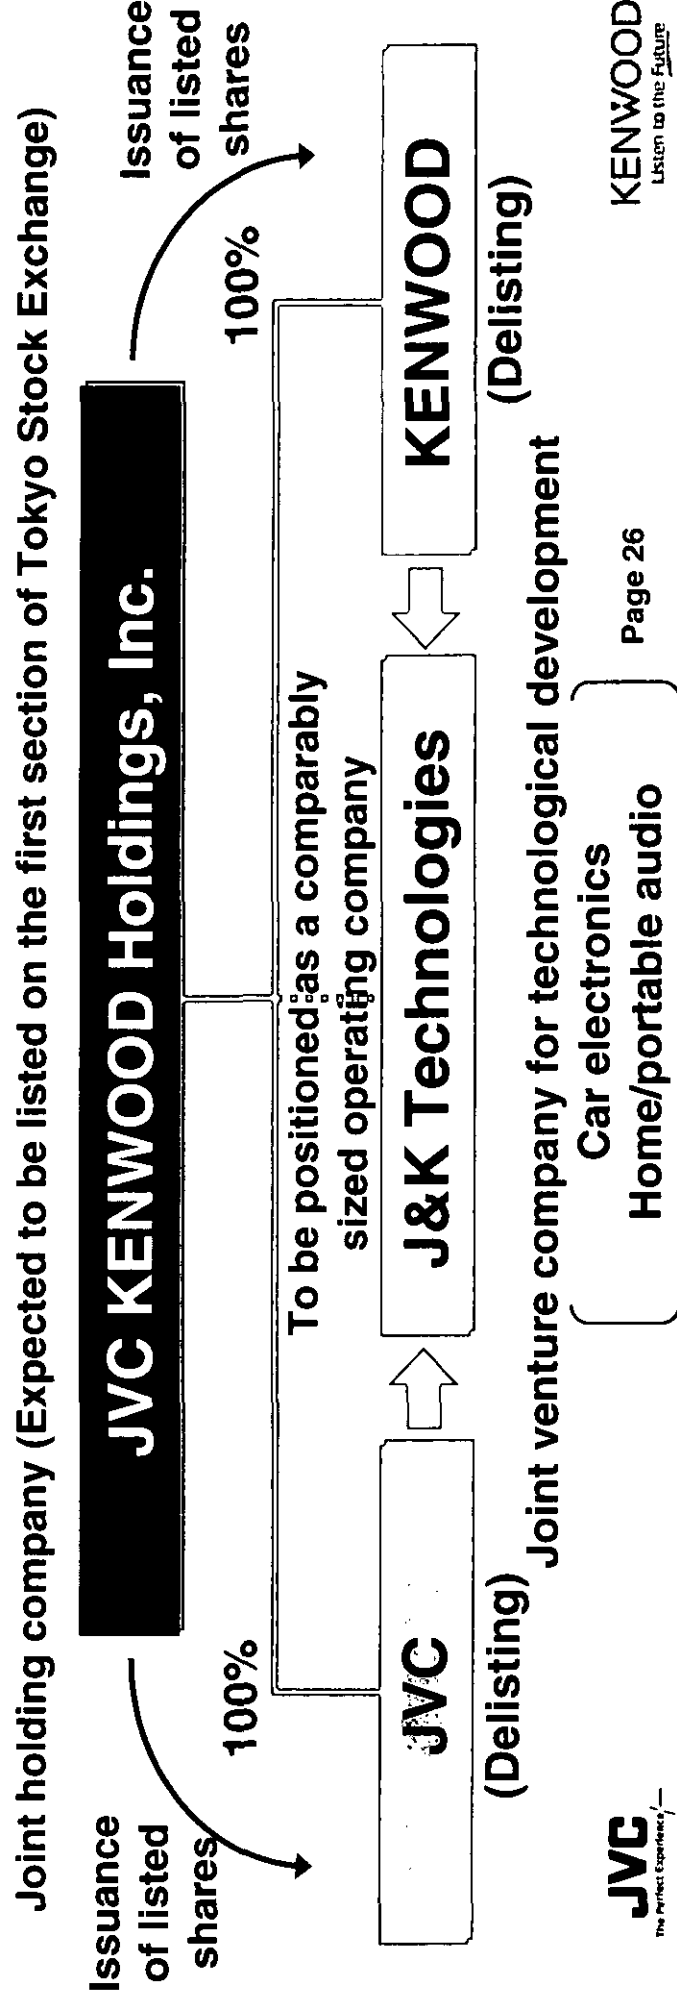 Joint holding company (Expected to be listed on the first section of Tokyo Stock Exchange)
JVC KENWOOD Holdings, Inc.
Issuance
of listed
shares
Issuance
of listed
shares
100%
100%
To be positioned as a comparably
sized operating company
JVC
J&K Technologies
KENWOOD
(Delisting)
(Delisting)
Joint venture company for technological development
Car electronics
Home/portable audio
Page 26
JVC
The Perfect Experience
KENWOOD
Listen to the Future